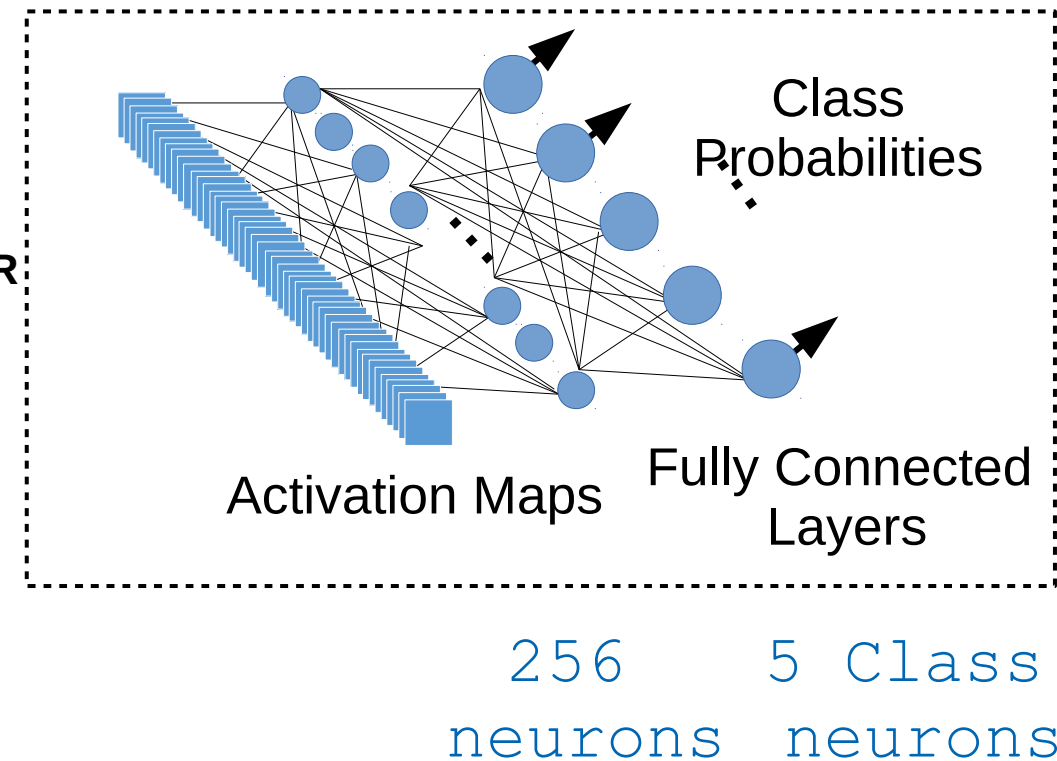 Class
Probabilities
R
Fully Connected
Layers
Activation Maps
256 5 Class
neurons neurons